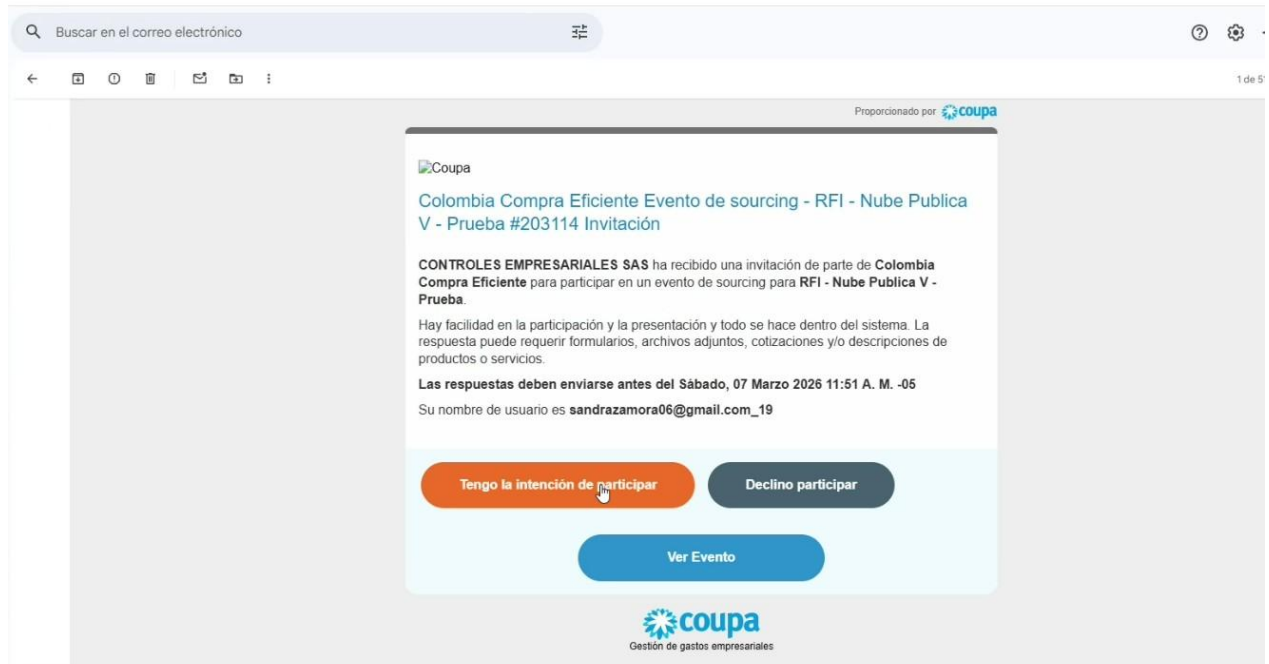 Buscar en el correo electrónico
1 de 5
Proporcionado por coupa
Coupa
Colombia Compra Eficiente Evento de sourcing - RFI - Nube Publica
V - Prueba #203114 Invitación
CONTROLES EMPRESARIALES SAS ha recibido una invitación de parte de Colombia
Compra Eficiente para participar en un evento de sourcing para RFI - Nube Publica V -
Prueba.
Hay facilidad en la participación y la presentación y todo se hace dentro del sistema. La
respuesta puede requerir formularios, archivos adjuntos, cotizaciones y/o descripciones de
productos o servicios.
Las respuestas deben enviarse antes del Sábado, 07 Marzo 2026 11:51 A. M. -05
Su nombre de usuario es sandrazamora06@gmail.com_19
Tengo la intención de participar
Declino participar
Ver Evento
coupa
Gestión de gastos empresariales